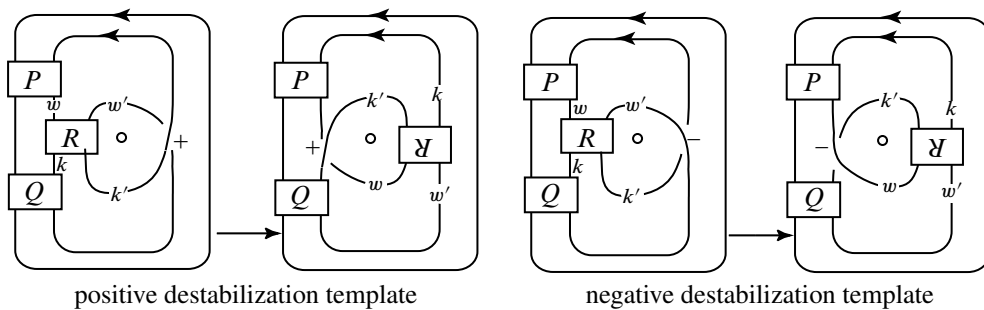 P w w' R + k Q k'
P k' k + R w Q w'
P w w' R − k Q k'
P k' k − R w Q w'
positive destabilization template
negative destabilization template